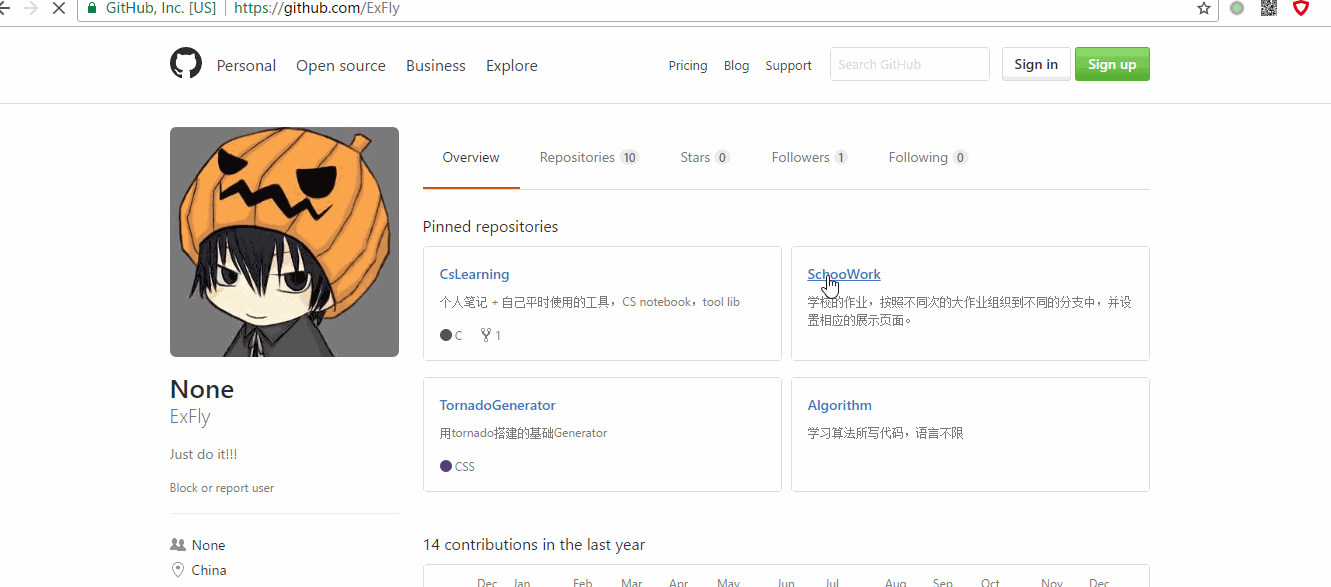 GitHub, Inc. [US] https://github.com/ExFly
Personal Open source Business Explore Pricing Blog Support Search GitHub Sign in Sign up
Overview Repositories 10 Stars 0 Followers 1 Following 0
Pinned repositories
CsLearning
个人笔记 + 自己平时使用的工具，CS notebook，tool lib
C 1
SchooWork
学校的作业，按照不同次的大作业组织到不同的分支中，并设
置相应的展示页面。
TornadoGenerator
用tornado搭建的基础Generator
CSS
Algorithm
学习算法所写代码，语言不限
None
ExFly
Just do it!!!
Block or report user
None
China
14 contributions in the last year
Dec Jan Feb Mar Apr May Jun Jul Aug Sep Oct Nov Dec